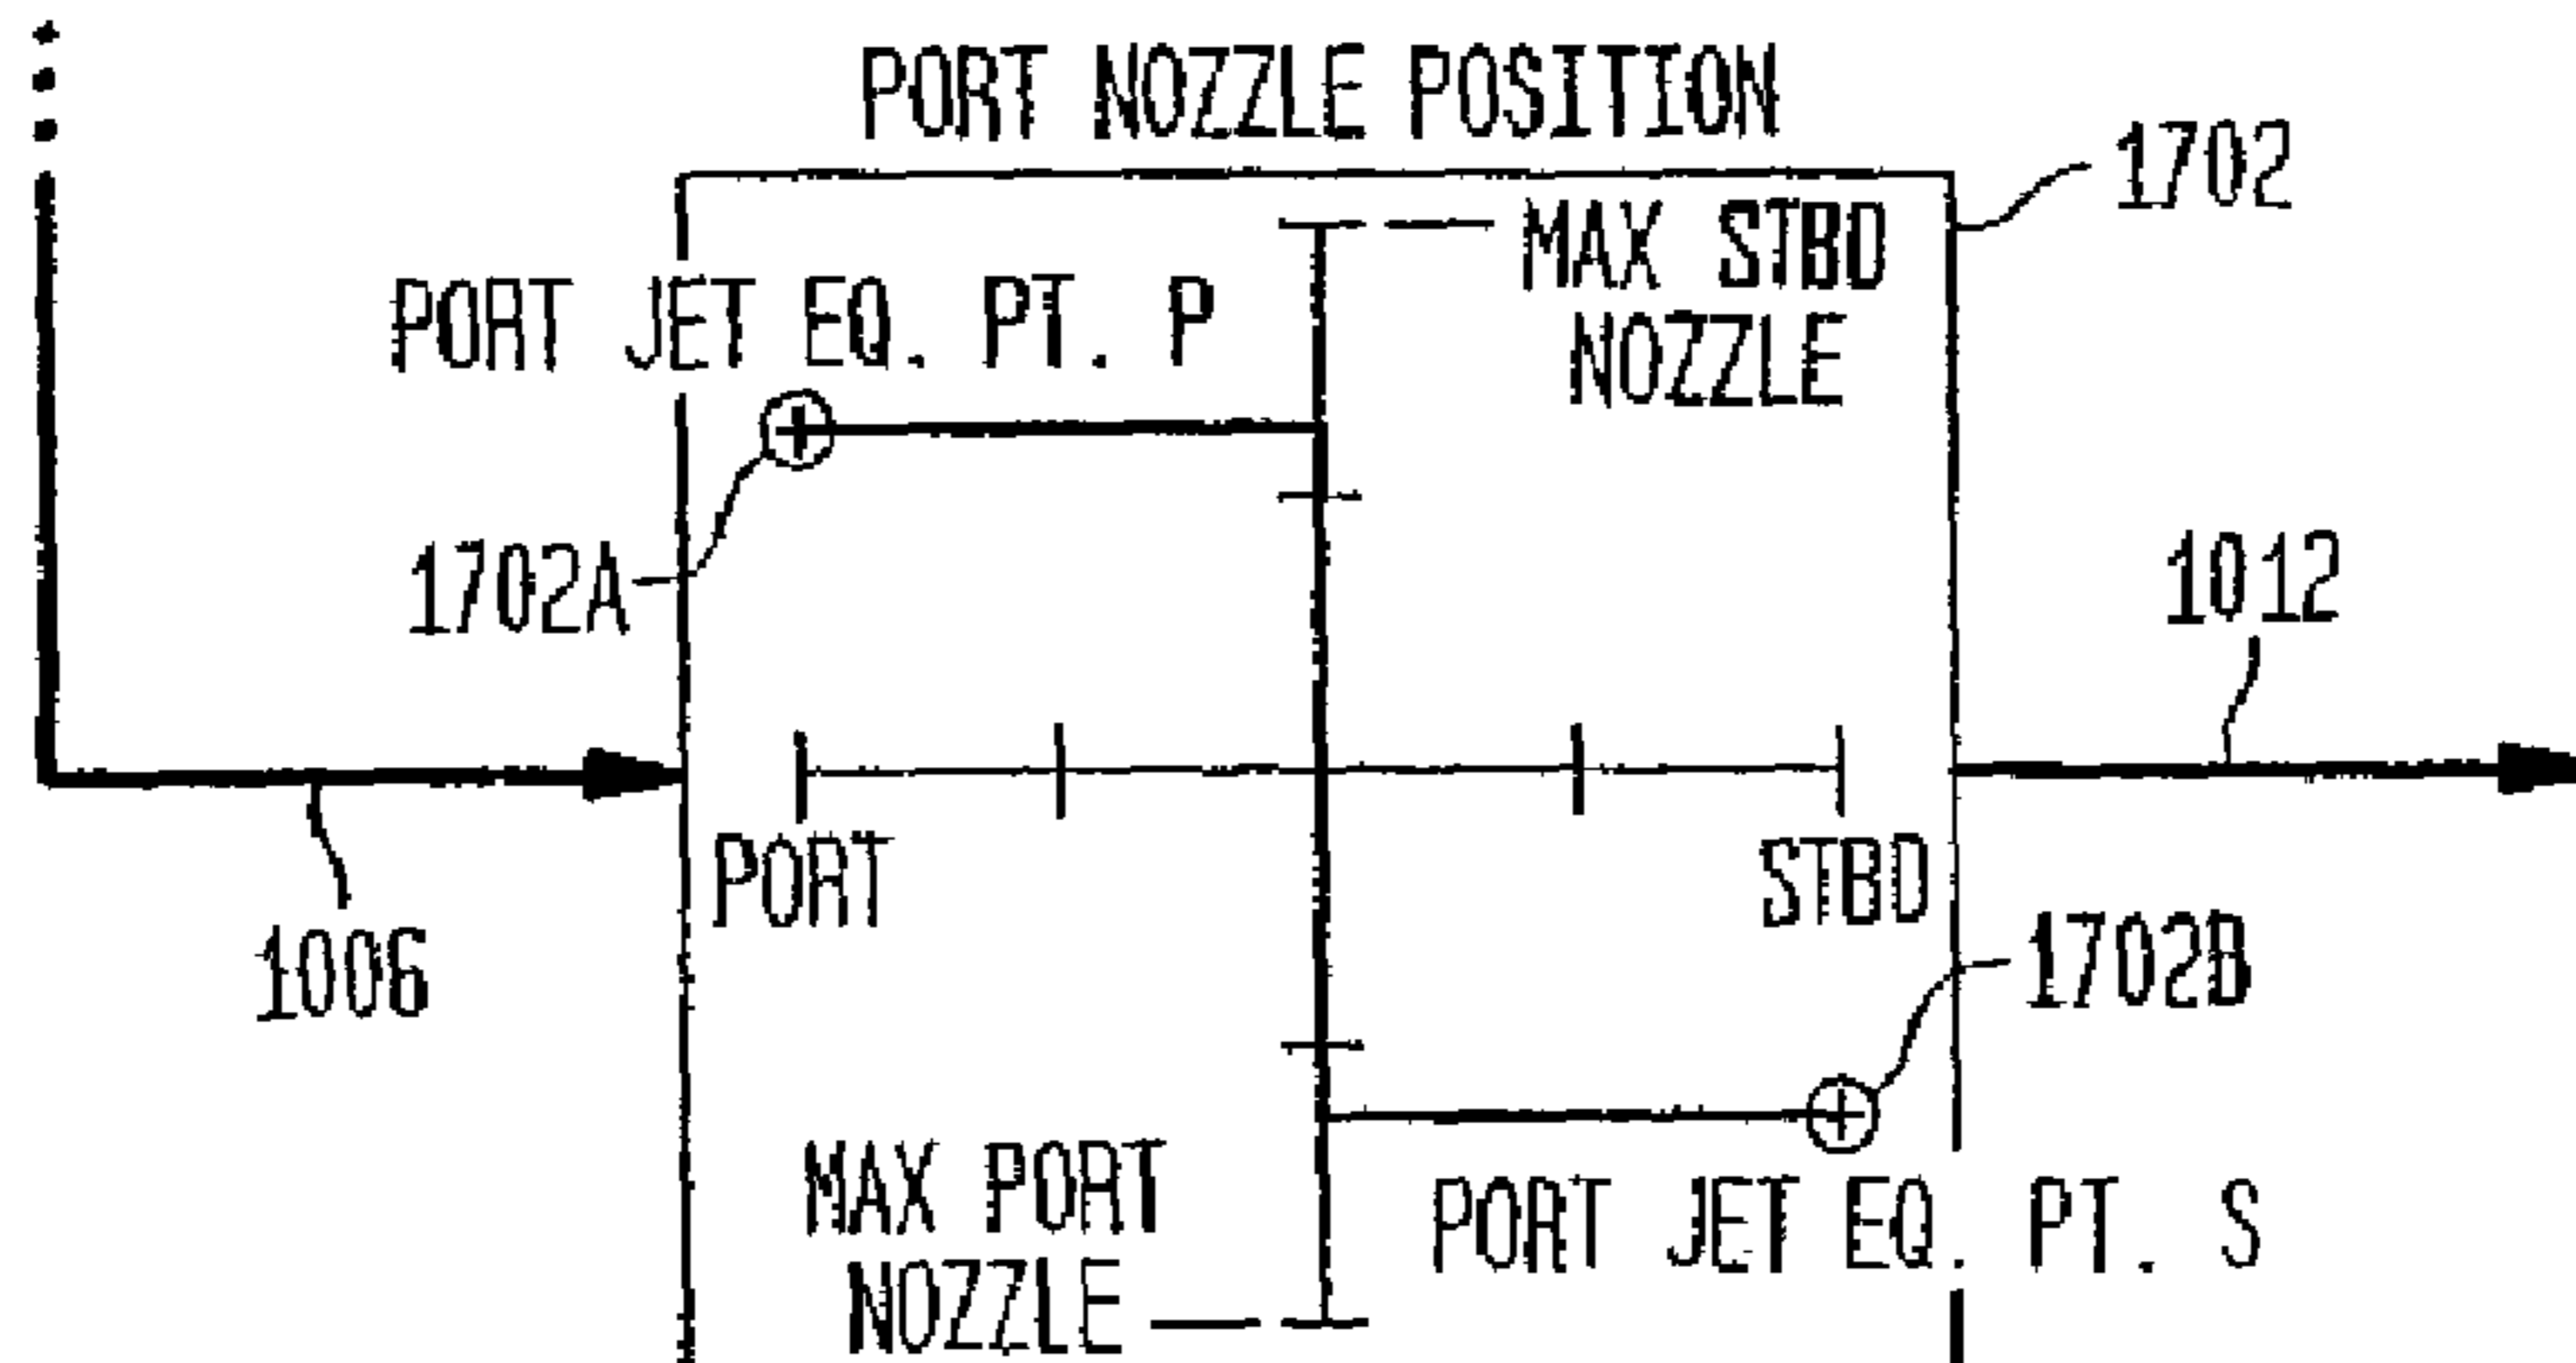 PORT NOZZLE POSITION
1702
MAX STBD
NOZZLE
PORT JET EQ. PT. P
1702A
1012
PORT
STBD
1006
1702B
MAX PORT
NOZZLE
PORT JET EQ. PT. S